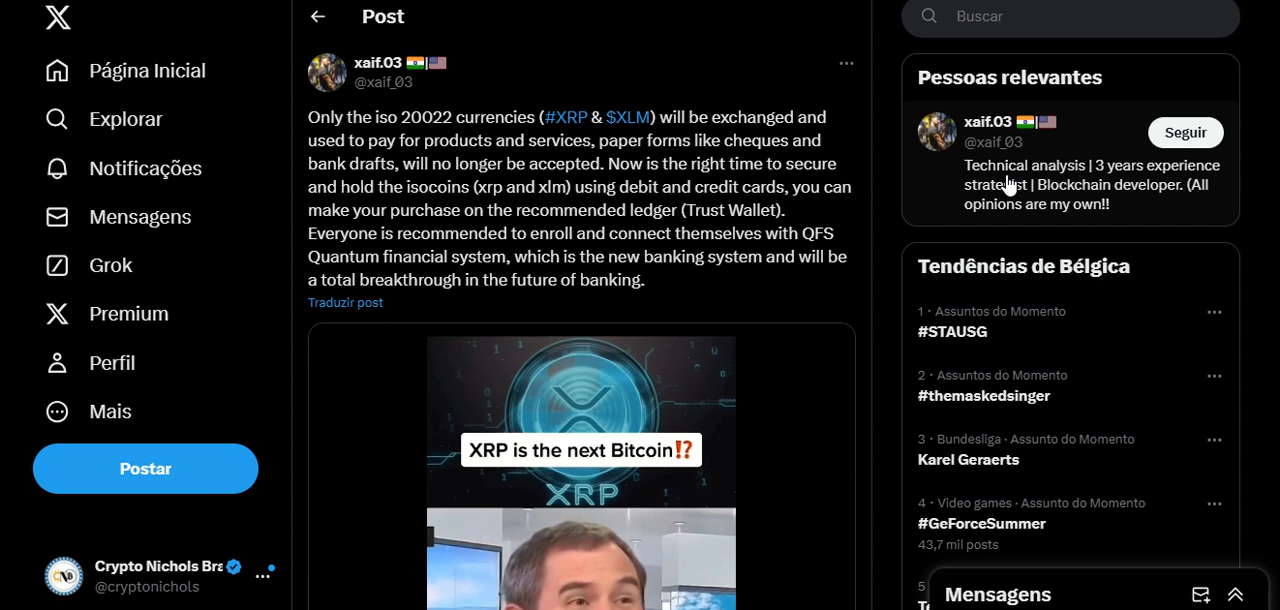 Post
Buscar
Página Inicial
Explorar
Notificações
Mensagens
Grok
Premium
Perfil
Mais
Postar
Crypto Nichols Bra
@cryptonichols
xaif.03 🇮🇳|🇺🇸
@xaif_03
Only the iso 20022 currencies (#XRP & $XLM) will be exchanged and
used to pay for products and services, paper forms like cheques and
bank drafts, will no longer be accepted. Now is the right time to secure
and hold the isocoins (xrp and xlm) using debit and credit cards, you can
make your purchase on the recommended ledger (Trust Wallet).
Everyone is recommended to enroll and connect themselves with QFS
Quantum financial system, which is the new banking system and will be
a total breakthrough in the future of banking.
Traduzir post
XRP is the next Bitcoin⁉️
XRP
Pessoas relevantes
xaif.03 🇮🇳|🇺🇸
@xaif_03
Seguir
Technical analysis | 3 years experience
strategist | Blockchain developer. (All
opinions are my own!!
Tendências de Bélgica
1 · Assuntos do Momento
#STAUSG
2 · Assuntos do Momento
#themaskedsinger
3 · Bundesliga · Assunto do Momento
Karel Geraerts
4 · Video games · Assunto do Momento
#GeForceSummer
43,7 mil posts
5
Mensagens